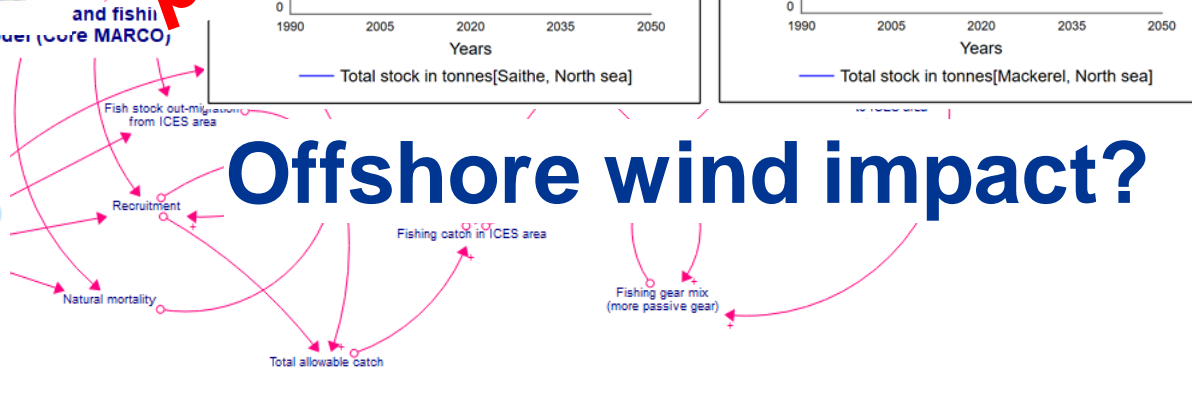 and fishi
(Core MARCO)
p
0
1990 2005 2020 2035 2050
Years
Total stock in tonnes[Saithe, North sea]
0
1990 2005 2020 2035 2050
Years
Total stock in tonnes[Mackerel, North sea]
Fish stock out-migration
from ICES area
to ICES area
Offshore wind impact?
Recruitment
+
Fishing catch in ICES area
+
Natural mortality
Fishing gear mix
(more passive gear)
+
+
+
Total allowable catch